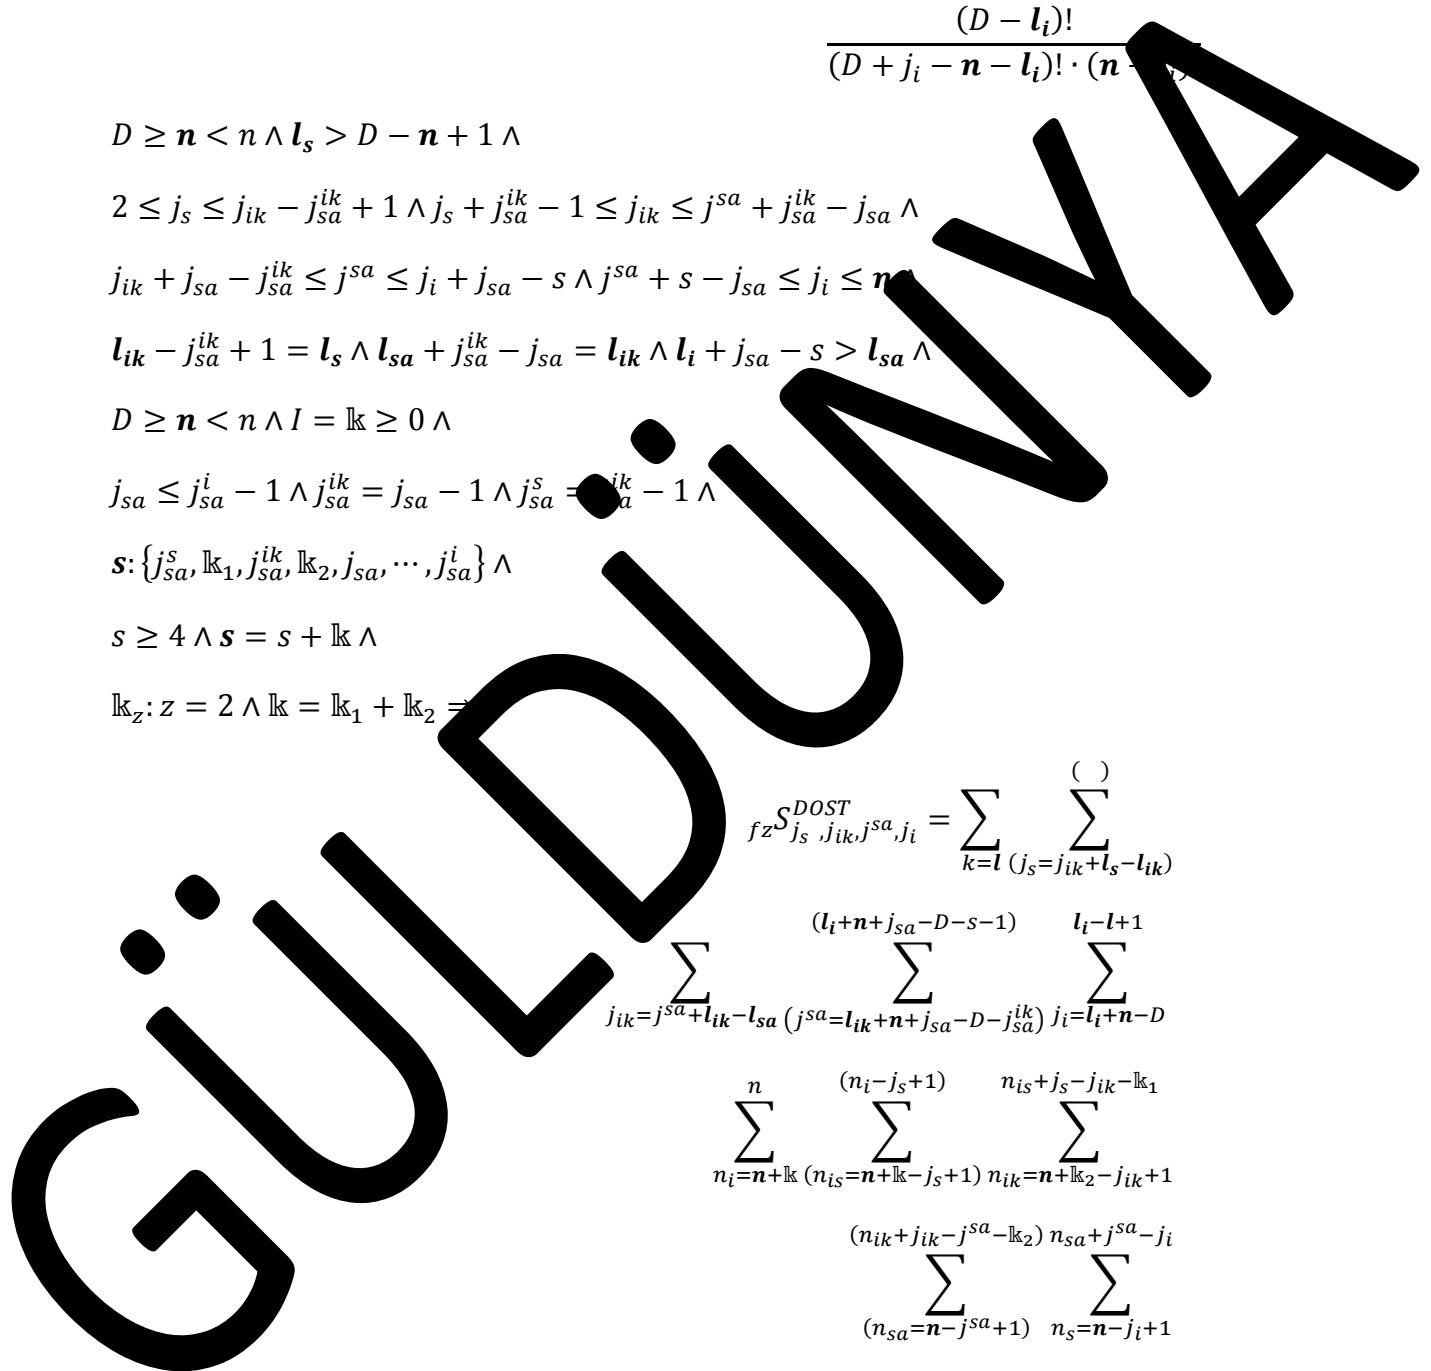 (D − l_i)!
(D + j_i − n − l_i)! · (n
D ≥ n < n ∧ l_s > D − n + 1 ∧
2 ≤ j_s ≤ j_ik − j_sa^ik + 1 ∧ j_s + j_sa^ik − 1 ≤ j_ik ≤ j^sa + j_sa^ik − j_sa ∧
j_ik + j_sa − j_sa^ik ≤ j^sa ≤ j_i + j_sa − s ∧ j^sa + s − j_sa ≤ j_i ≤ n ∧
l_ik − j_sa^ik + 1 = l_s ∧ l_sa + j_sa^ik − j_sa = l_ik ∧ l_i + j_sa − s > l_sa ∧
D ≥ n < n ∧ I = 𝕜 ≥ 0 ∧
j_sa ≤ j_sa^i − 1 ∧ j_sa^ik = j_sa − 1 ∧ j_sa^s = ik − 1 ∧
s: {j_sa^s, 𝕜_1, j_sa^ik, 𝕜_2, j_sa, ⋯, j_sa^i} ∧
s ≥ 4 ∧ s = s + 𝕜 ∧
𝕜_z: z = 2 ∧ 𝕜 = 𝕜_1 + 𝕜_2 ⇒
( )
fzS^DOST_{j_s ,j_ik,j^sa,j_i} = ∑ ∑
k=l (j_s=j_ik+l_s−l_ik)
(l_i+n+j_sa−D−s−1) l_i−l+1
∑ ∑ ∑
j_ik=j^sa+l_ik−l_sa (j^sa=l_ik+n+j_sa−D−j_sa^ik) j_i=l_i+n−D
n (n_i−j_s+1) n_is+j_s−j_ik−𝕜_1
∑ ∑ ∑
n_i=n+𝕜 (n_is=n+𝕜−j_s+1) n_ik=n+𝕜_2−j_ik+1
(n_ik+j_ik−j^sa−𝕜_2) n_sa+j^sa−j_i
∑ ∑
(n_sa=n−j^sa+1) n_s=n−j_i+1
GÜLDÜNYA